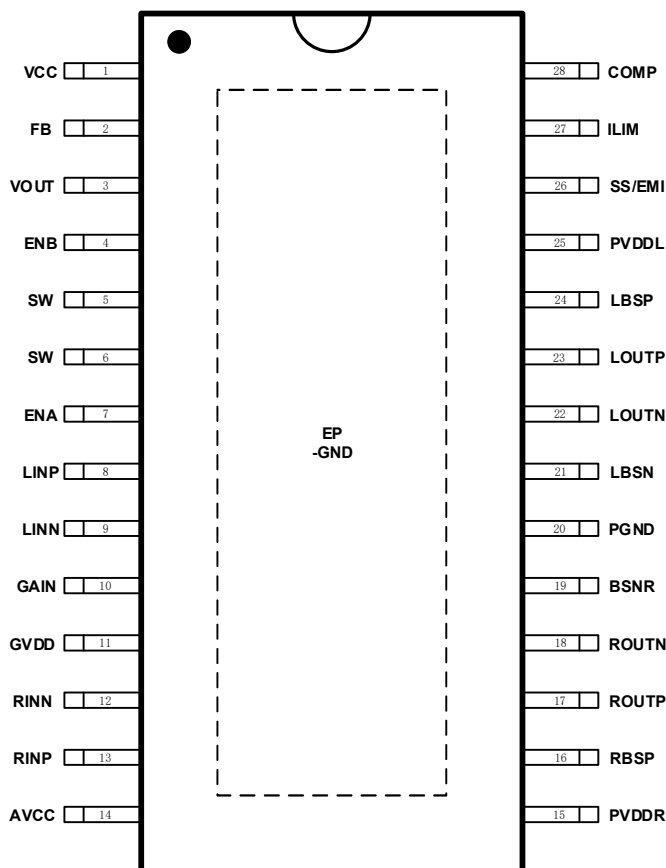 VCC 1
FB 2
VOUT 3
ENB 4
SW 5
SW 6
ENA 7
LINP 8
LINN 9
GAIN 10
GVDD 11
RINN 12
RINP 13
AVCC 14
EP
-GND
28 COMP
27 ILIM
26 SS/EMI
25 PVDDL
24 LBSP
23 LOUTP
22 LOUTN
21 LBSN
20 PGND
19 BSNR
18 ROUTN
17 ROUTP
16 RBSP
15 PVDDR